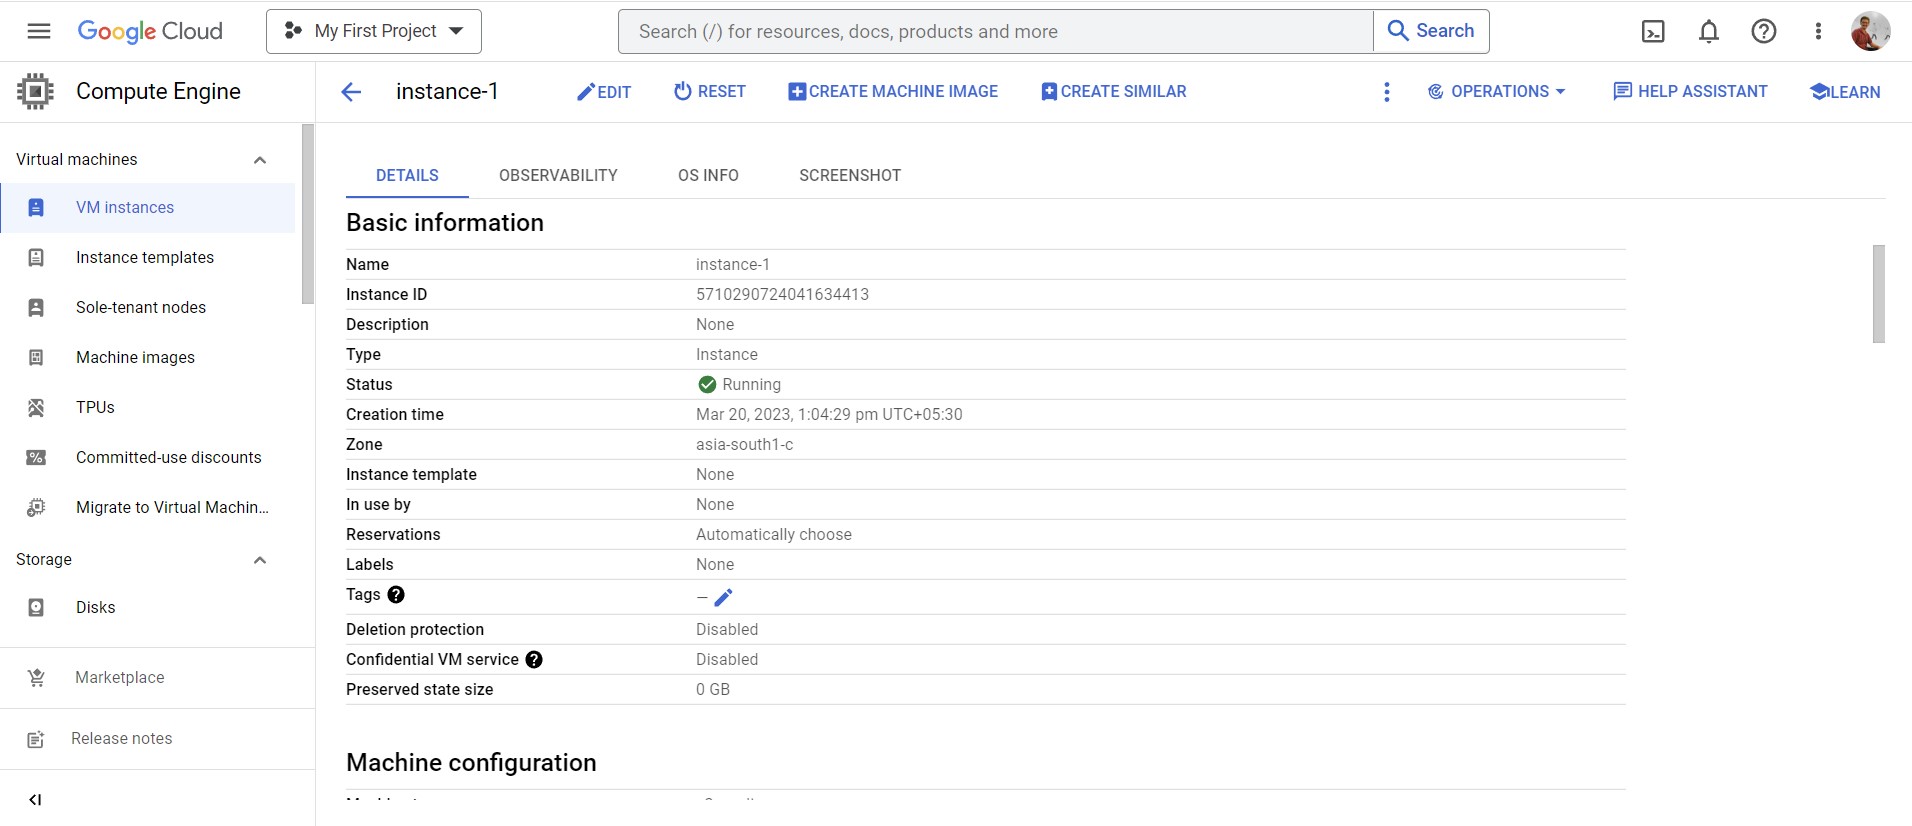 Google Cloud
My First Project
Search (/) for resources, docs, products and more
Search
Compute Engine
instance-1
EDIT
RESET
CREATE MACHINE IMAGE
CREATE SIMILAR
OPERATIONS
HELP ASSISTANT
LEARN
Virtual machines
VM instances
Instance templates
Sole-tenant nodes
Machine images
TPUs
Committed-use discounts
Migrate to Virtual Machin...
Storage
Disks
Marketplace
Release notes
DETAILS
OBSERVABILITY
OS INFO
SCREENSHOT
Basic information
Name instance-1
Instance ID 5710290724041634413
Description None
Type Instance
Status Running
Creation time Mar 20, 2023, 1:04:29 pm UTC+05:30
Zone asia-south1-c
Instance template None
In use by None
Reservations Automatically choose
Labels None
Tags –
Deletion protection Disabled
Confidential VM service Disabled
Preserved state size 0 GB
Machine configuration